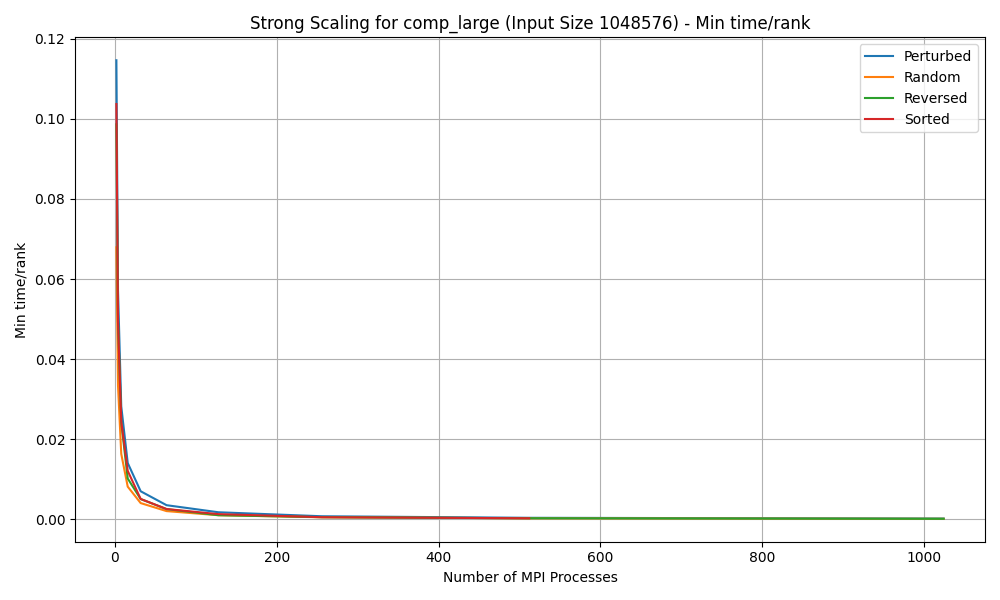 Strong Scaling for comp_large (Input Size 1048576) - Min time/rank
Perturbed
Random
Reversed
Sorted
Min time/rank
0.12
0.10
0.08
0.06
0.04
0.02
0.00
0 200 400 600 800 1000
Number of MPI Processes